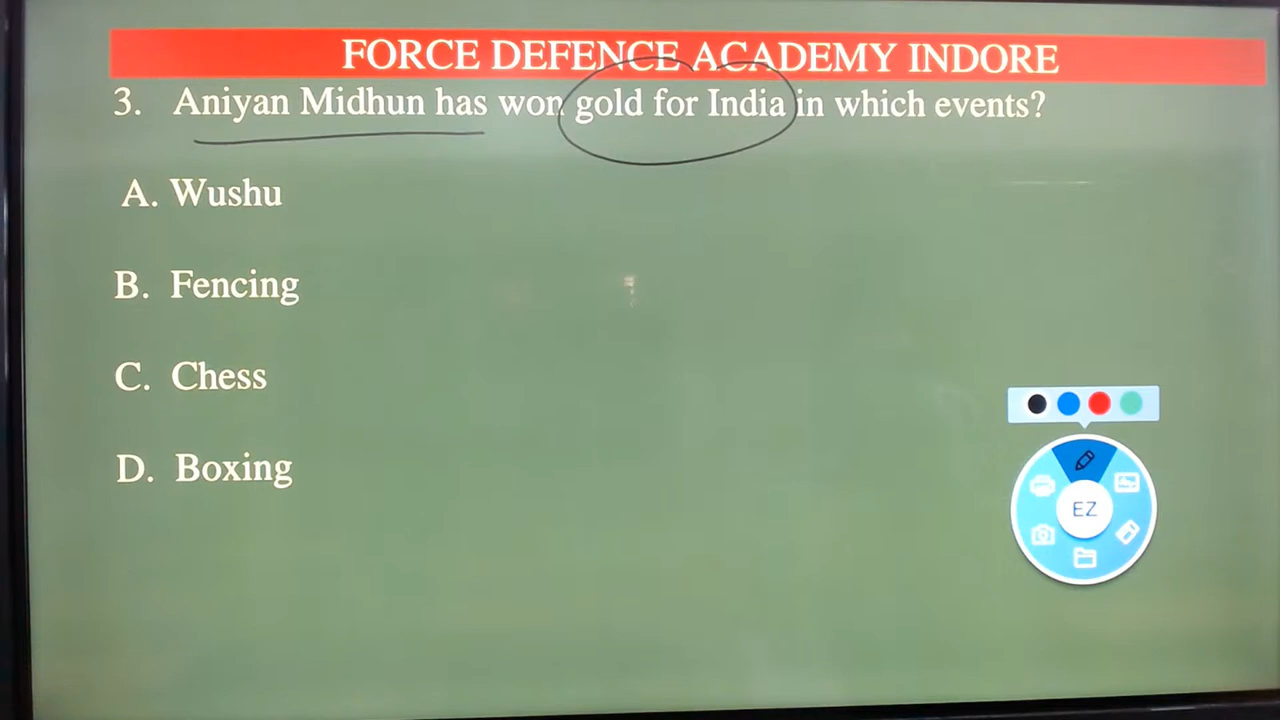 FORCE DEFENCE ACADEMY INDORE
3. Aniyan Midhun has won gold for India in which events?
A. Wushu
B. Fencing
C. Chess
D. Boxing
EZ